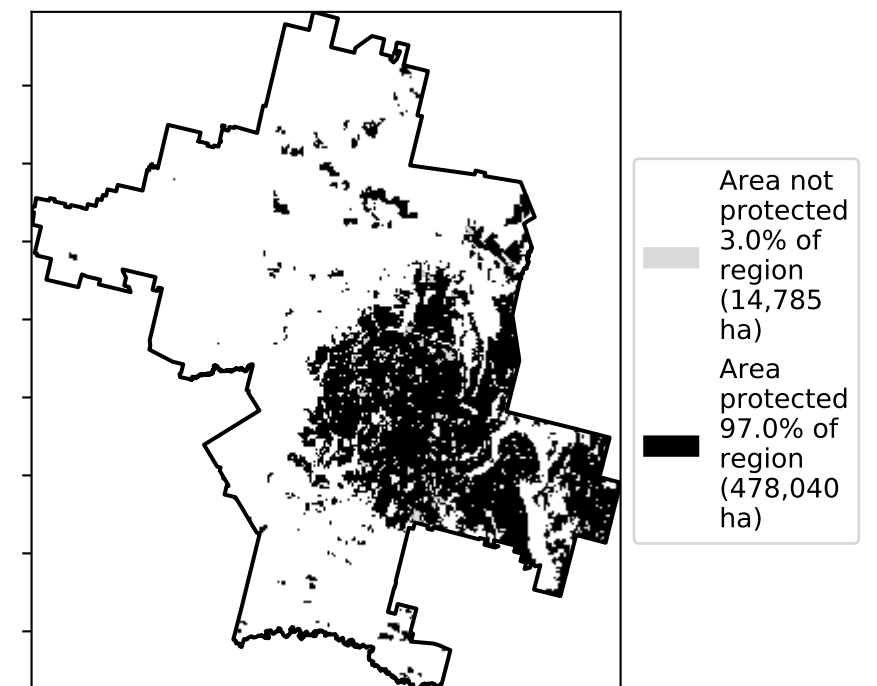 Area not
protected
3.0% of
region
(14,785
ha)
Area
protected
97.0% of
region
(478,040
ha)